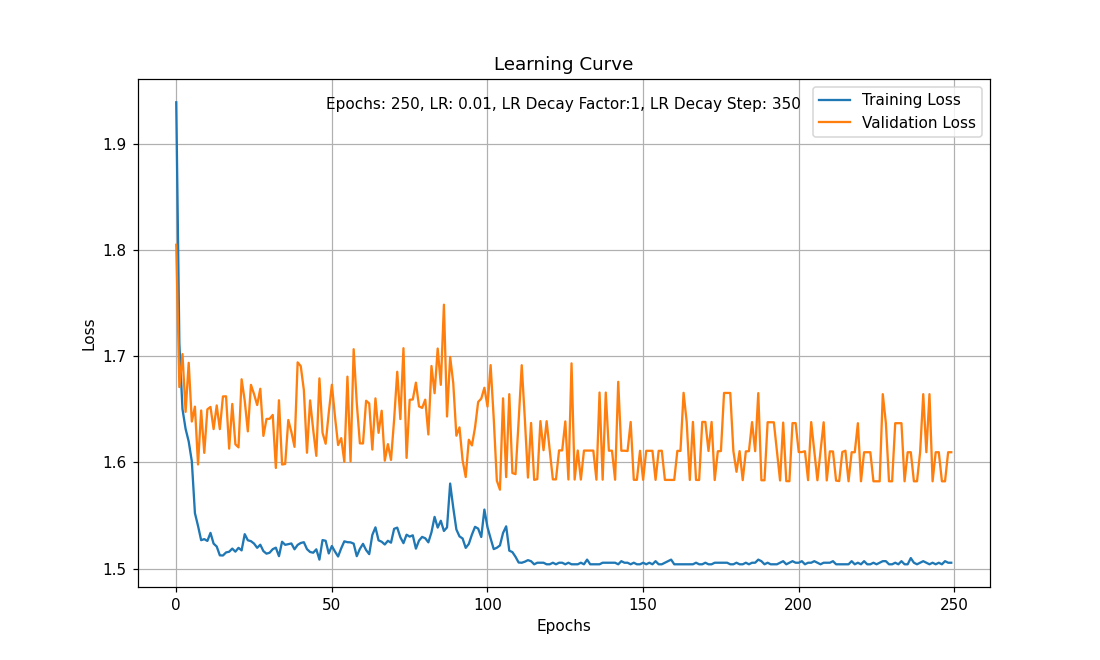 Learning Curve
Epochs: 250, LR: 0.01, LR Decay Factor:1, LR Decay Step: 350
Training Loss
Validation Loss
1.9
1.8
1.7
1.6
1.5
Loss
0
50
100
150
200
250
Epochs